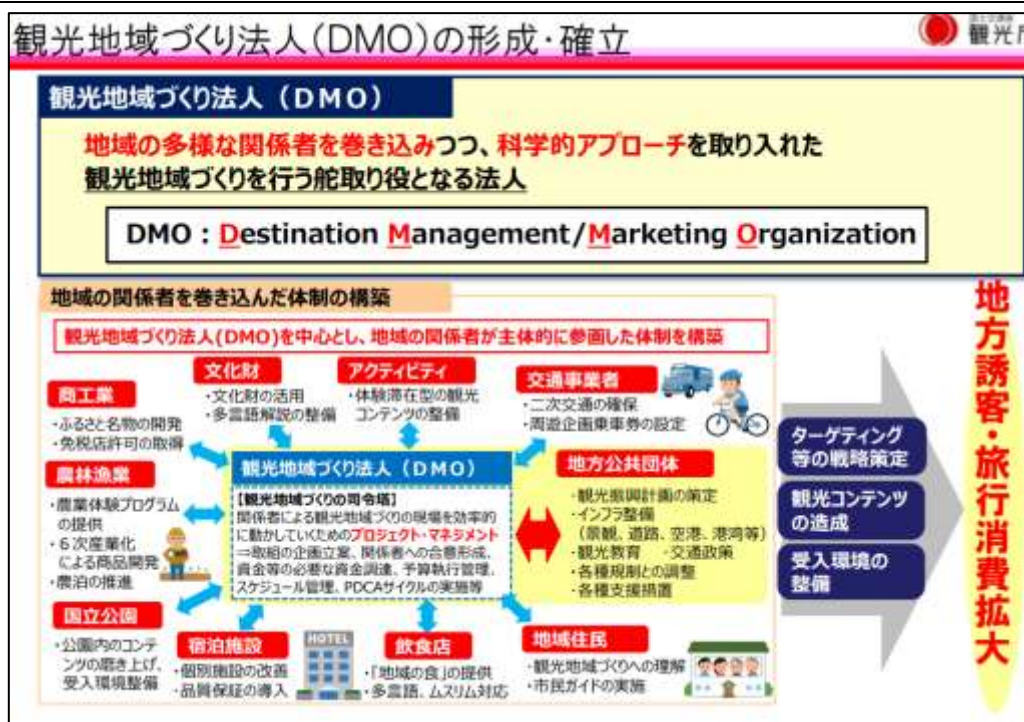 観光地域づくり法人(DMO)の形成・確立
国土交通省
観光庁
観光地域づくり法人（DMO）
地域の多様な関係者を巻き込みつつ、科学的アプローチを取り入れた
観光地域づくりを行う舵取り役となる法人
DMO : Destination Management/Marketing Organization
地域の関係者を巻き込んだ体制の構築
観光地域づくり法人(DMO)を中心とし、地域の関係者が主体的に参画した体制を構築
商工業
・ふるさと名物の開発
・免税店許可の取得
文化財
・文化財の活用
・多言語解説の整備
アクティビティ
・体験滞在型の観光
コンテンツの整備
交通事業者
・二次交通の確保
・周遊企画乗車券の設定
農林漁業
・農業体験プログラム
の提供
・６次産業化
による商品開発
・農泊の推進
観光地域づくり法人（DMO）
【観光地域づくりの司令塔】
関係者による観光地域づくりの現場を効率的
に動かしていくためのプロジェクト・マネジメント
⇒取組の企画立案、関係者への合意形成、
資金等の必要な資金調達、予算執行管理、
スケジュール管理、PDCAサイクルの実施等
地方公共団体
・観光振興計画の策定
・インフラ整備
（景観、道路、空港、港湾等）
・観光教育 ・交通政策
・各種規制との調整
・各種支援措置
国立公園
・公園内のコンテ
ンツの磨き上げ、
受入環境整備
宿泊施設
・個別施設の改善
・品質保証の導入
HOTEL
飲食店
・「地域の食」の提供
・多言語、ムスリム対応
地域住民
・観光地域づくりへの理解
・市民ガイドの実施
ターゲティング
等の戦略策定
観光コンテンツ
の造成
受入環境の
整備
地方誘客・旅行消費拡大